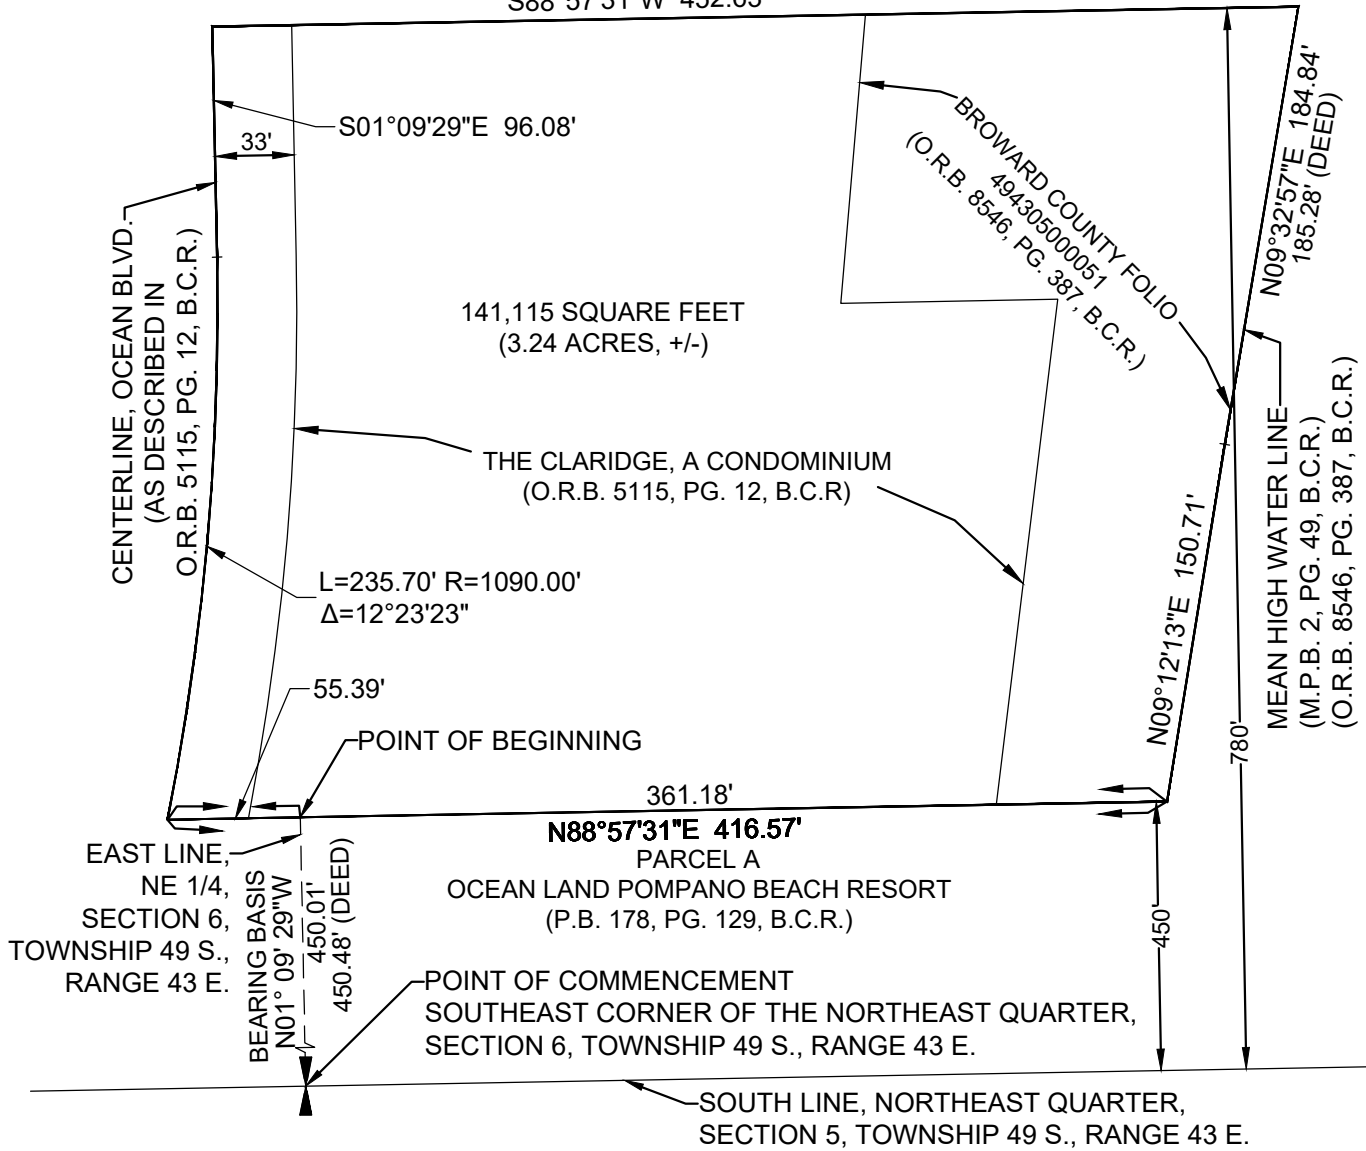 S88°57'31"W 452.65'
S01°09'29"E 96.08'
33'
CENTERLINE, OCEAN BLVD.
(AS DESCRIBED IN
O.R.B. 5115, PG. 12, B.C.R.)
BROWARD COUNTY FOLIO
494305000051
(O.R.B. 8546, PG. 387, B.C.R.)
N09°32'57"E 184.84'
185.28' (DEED)
141,115 SQUARE FEET
(3.24 ACRES, +/-)
THE CLARIDGE, A CONDOMINIUM
(O.R.B. 5115, PG. 12, B.C.R)
MEAN HIGH WATER LINE
(M.P.B. 2, PG. 49, B.C.R.)
(O.R.B. 8546, PG. 387, B.C.R.)
N09°12'13"E 150.71'
L=235.70' R=1090.00'
Δ=12°23'23"
55.39'
POINT OF BEGINNING
780'
361.18'
N88°57'31"E 416.57'
PARCEL A
OCEAN LAND POMPANO BEACH RESORT
(P.B. 178, PG. 129, B.C.R.)
EAST LINE,
NE 1/4,
SECTION 6,
TOWNSHIP 49 S.,
RANGE 43 E.
BEARING BASIS
N01° 09' 29"W
450.01'
450.48' (DEED)
450'
POINT OF COMMENCEMENT
SOUTHEAST CORNER OF THE NORTHEAST QUARTER,
SECTION 6, TOWNSHIP 49 S., RANGE 43 E.
SOUTH LINE, NORTHEAST QUARTER,
SECTION 5, TOWNSHIP 49 S., RANGE 43 E.